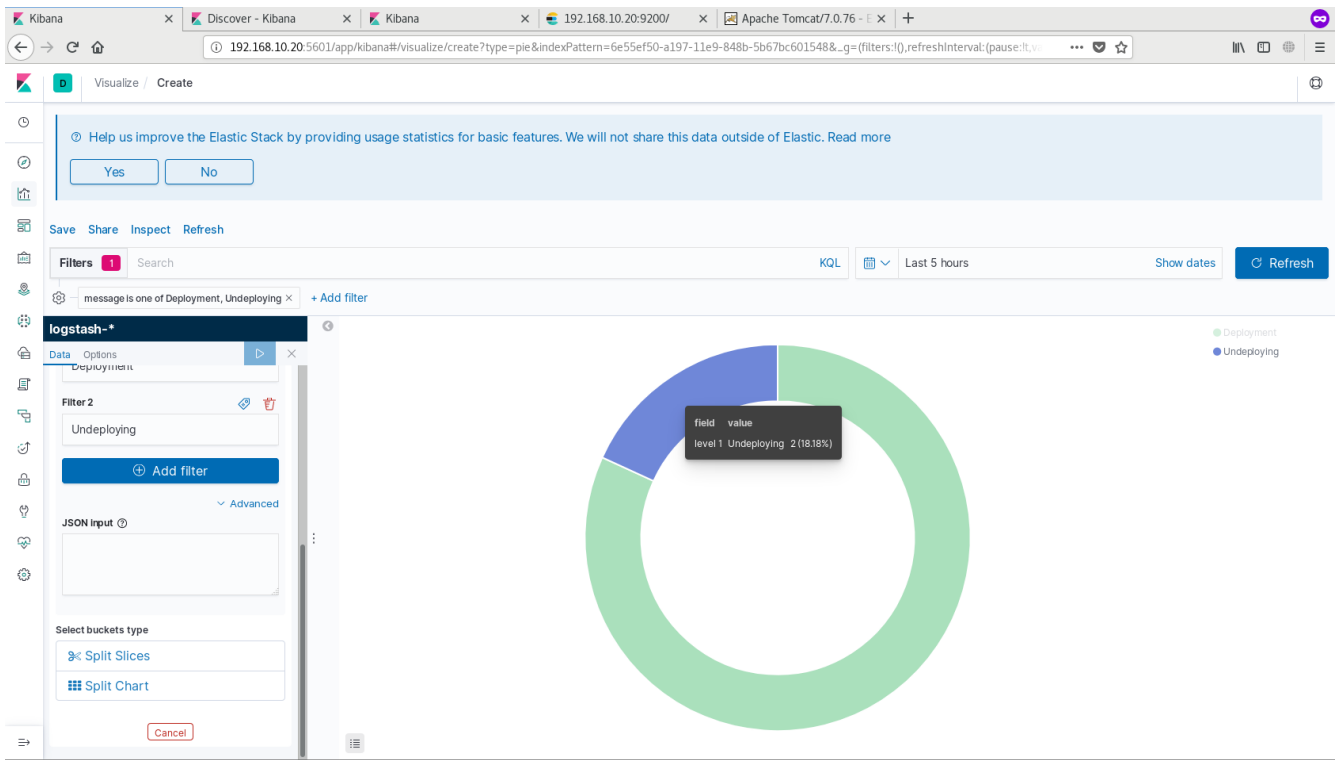 Kibana
Discover - Kibana
Kibana
192.168.10.20:9200/
Apache Tomcat/7.0.76 - E
192.168.10.20:5601/app/kibana#/visualize/create?type=pie&indexPattern=6e55ef50-a197-11e9-848b-5b67bc601548&_g=(filters:!(),refreshInterval:(pause:!t,va
D
Visualize / Create
Help us improve the Elastic Stack by providing usage statistics for basic features. We will not share this data outside of Elastic. Read more
Yes
No
Save Share Inspect Refresh
Filters 1 Search KQL Last 5 hours Show dates Refresh
message is one of Deployment, Undeploying × + Add filter
logstash-*
Data Options
Deployment
Filter 2
Undeploying
Add filter
Advanced
JSON input
Select buckets type
Split Slices
Split Chart
Cancel
Deployment
Undeploying
field value
level 1 Undeploying 2 (18.18%)